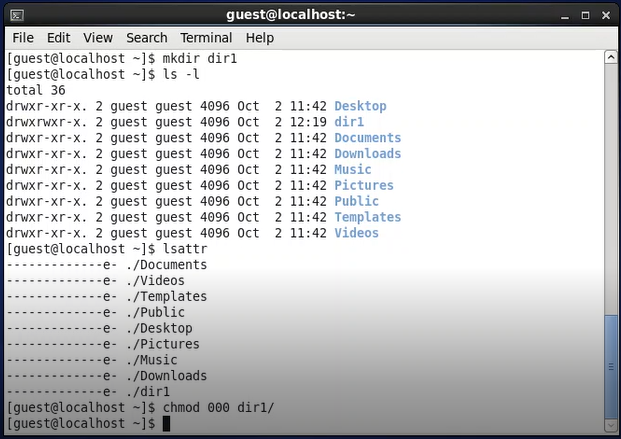 guest@localhost:~
File Edit View Search Terminal Help
[guest@localhost ~]$ mkdir dir1
[guest@localhost ~]$ ls -l
total 36
drwxr-xr-x. 2 guest guest 4096 Oct  2 11:42 Desktop
drwxrwxr-x. 2 guest guest 4096 Oct  2 12:19 dir1
drwxr-xr-x. 2 guest guest 4096 Oct  2 11:42 Documents
drwxr-xr-x. 2 guest guest 4096 Oct  2 11:42 Downloads
drwxr-xr-x. 2 guest guest 4096 Oct  2 11:42 Music
drwxr-xr-x. 2 guest guest 4096 Oct  2 11:42 Pictures
drwxr-xr-x. 2 guest guest 4096 Oct  2 11:42 Public
drwxr-xr-x. 2 guest guest 4096 Oct  2 11:42 Templates
drwxr-xr-x. 2 guest guest 4096 Oct  2 11:42 Videos
[guest@localhost ~]$ lsattr
-------------e- ./Documents
-------------e- ./Videos
-------------e- ./Templates
-------------e- ./Public
-------------e- ./Desktop
-------------e- ./Pictures
-------------e- ./Music
-------------e- ./Downloads
-------------e- ./dir1
[guest@localhost ~]$ chmod 000 dir1/
[guest@localhost ~]$